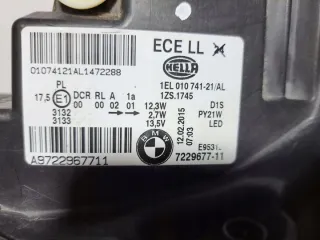 ECE LL
01074121AL1472288
HELLA
1EL 010 741-21/AL
1ZS.1745
PL
17,5 E1 DCR RL A 1a
00 00 02 01
3132
3133
12,3W D1S
2,7W PY21W
13,5V LED
12.02.2015
07:03
BMW
7229677-11
A9722967711